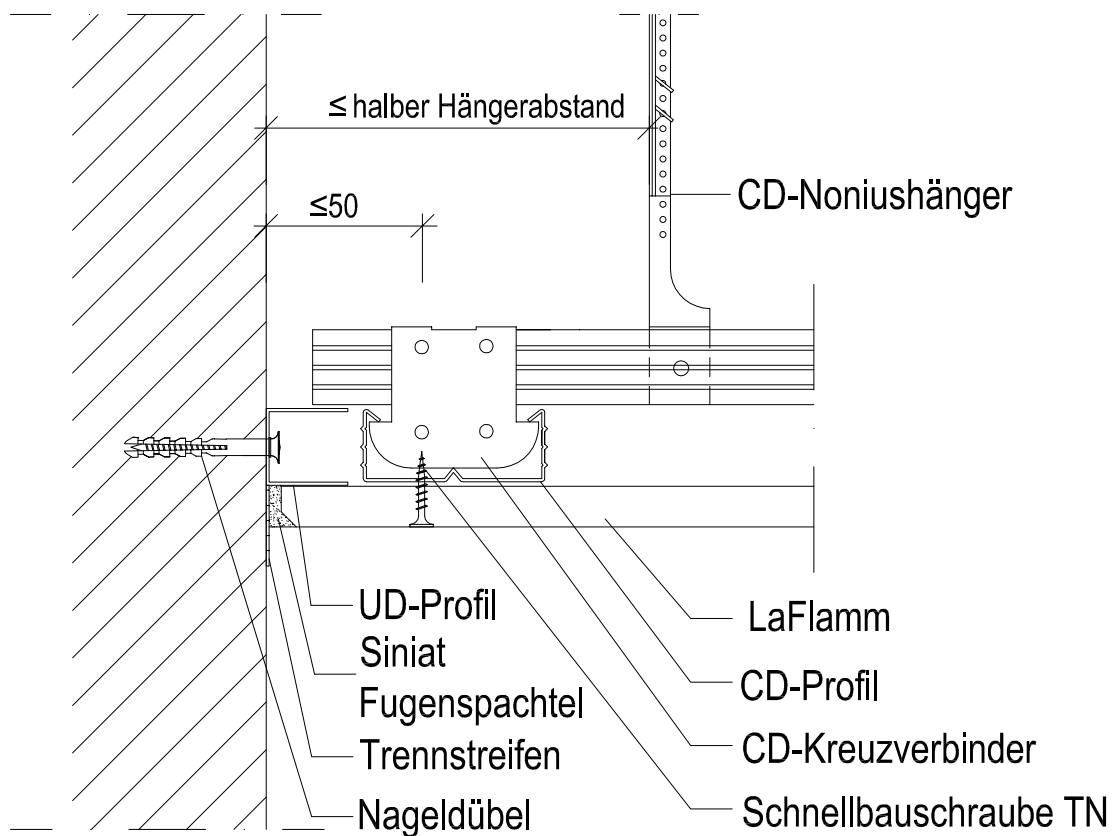 ≤ halber Hängerabstand
CD-Noniushänger
≤50
UD-Profil
Siniat
Fugenspachtel
Trennstreifen
Nageldübel
LaFlamm
CD-Profil
CD-Kreuzverbinder
Schnellbauschraube TN